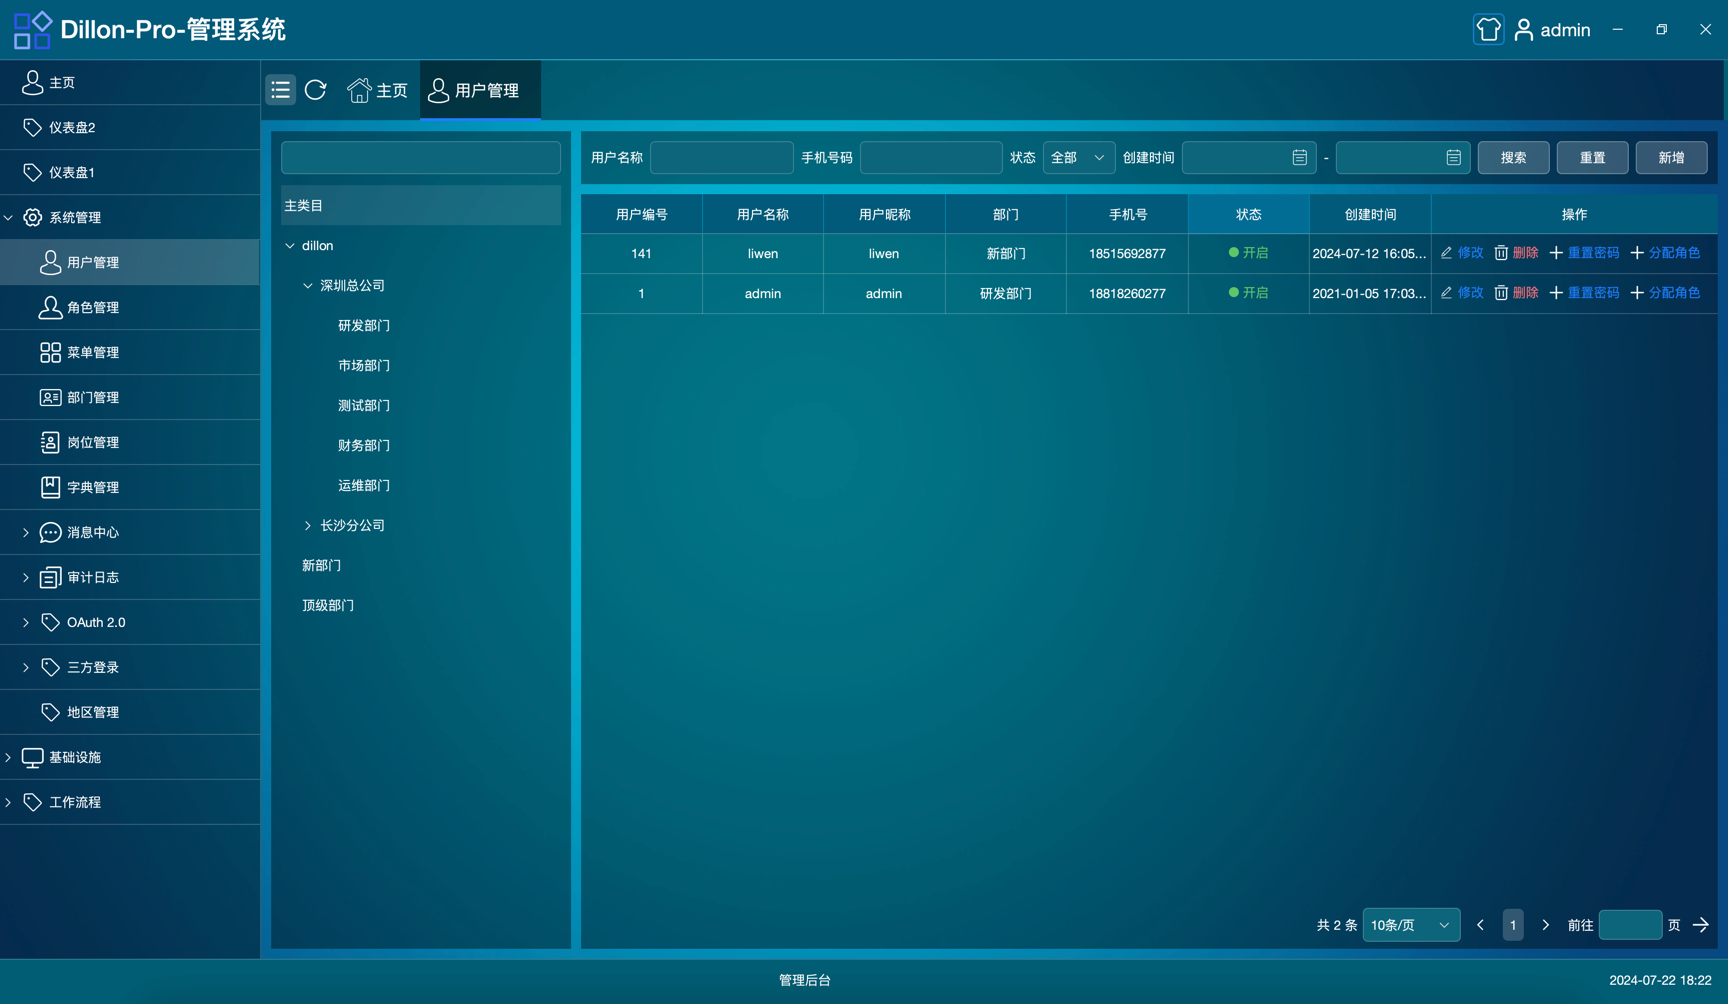 Dillon-Pro-管理系统
admin
主页
仪表盘2
仪表盘1
系统管理
用户管理
角色管理
菜单管理
部门管理
岗位管理
字典管理
消息中心
审计日志
OAuth 2.0
三方登录
地区管理
基础设施
工作流程
主页 用户管理
主类目
dillon
深圳总公司
研发部门
市场部门
测试部门
财务部门
运维部门
长沙分公司
新部门
顶级部门
用户名称 手机号码 状态 全部 创建时间 - 搜索 重置 新增
用户编号 用户名称 用户昵称 部门 手机号 状态 创建时间 操作
141 liwen liwen 新部门 18515692877 开启 2024-07-12 16:05... 修改 删除 重置密码 分配角色
1 admin admin 研发部门 18818260277 开启 2021-01-05 17:03... 修改 删除 重置密码 分配角色
共 2 条 10条/页 1 前往 页
管理后台
2024-07-22 18:22